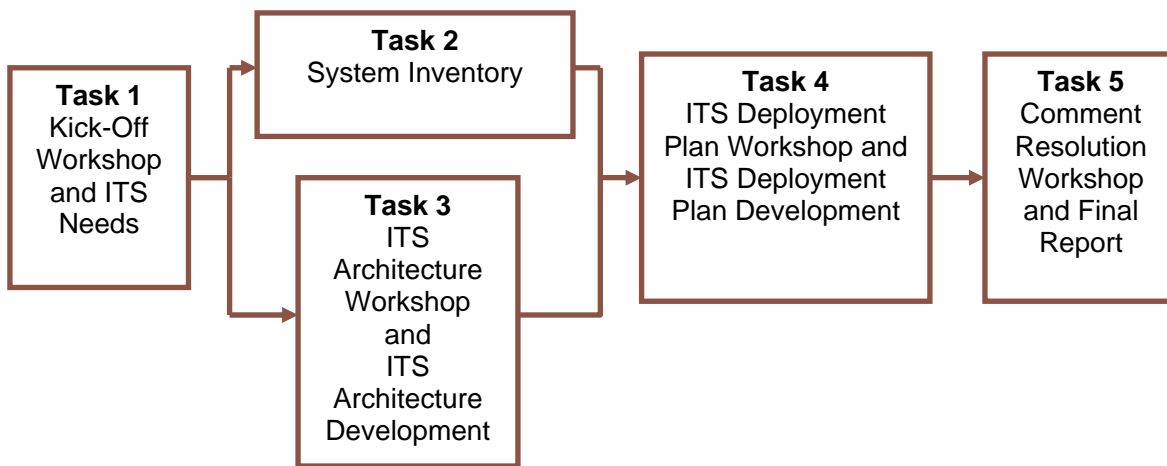 Task 1
Kick-Off
Workshop
and ITS
Needs
Task 2
System Inventory
Task 3
ITS
Architecture
Workshop
and
ITS
Architecture
Development
Task 4
ITS Deployment
Plan Workshop and
ITS Deployment
Plan Development
Task 5
Comment
Resolution
Workshop
and Final
Report